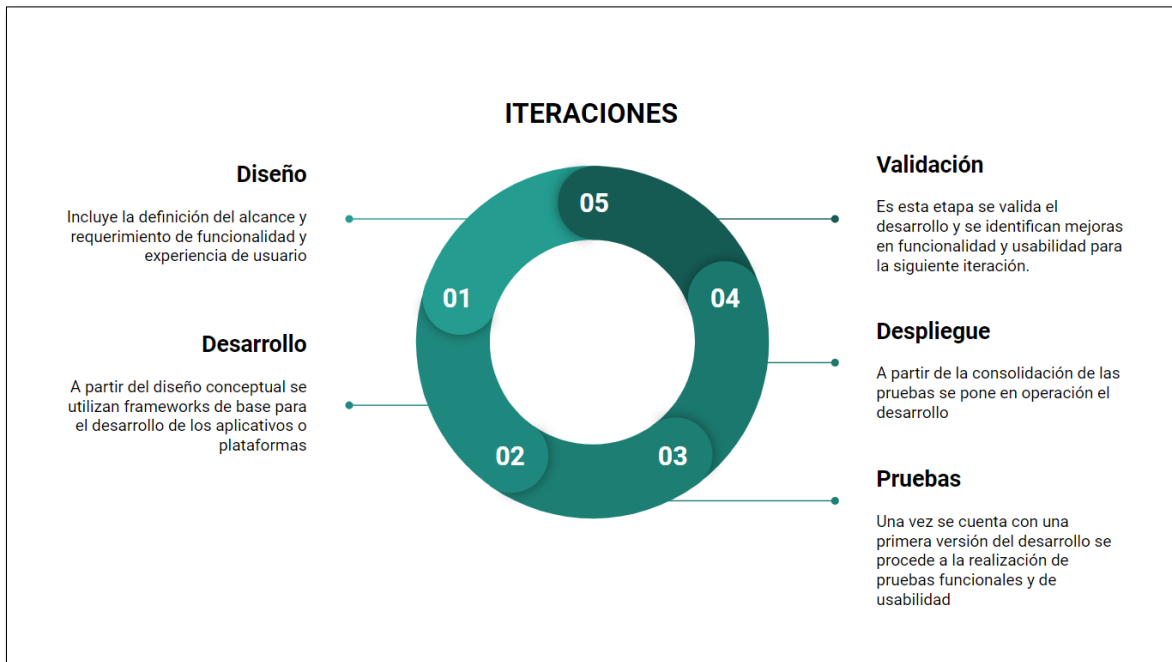 ITERACIONES
Diseño
Incluye la definición del alcance y
requerimiento de funcionalidad y
experiencia de usuario
Desarrollo
A partir del diseño conceptual se
utilizan frameworks de base para
el desarrollo de los aplicativos o
plataformas
05
01
04
02
03
Validación
Es esta etapa se valida el
desarrollo y se identifican mejoras
en funcionalidad y usabilidad para
la siguiente iteración.
Despliegue
A partir de la consolidación de las
pruebas se pone en operación el
desarrollo
Pruebas
Una vez se cuenta con una
primera versión del desarrollo se
procede a la realización de
pruebas funcionales y de
usabilidad